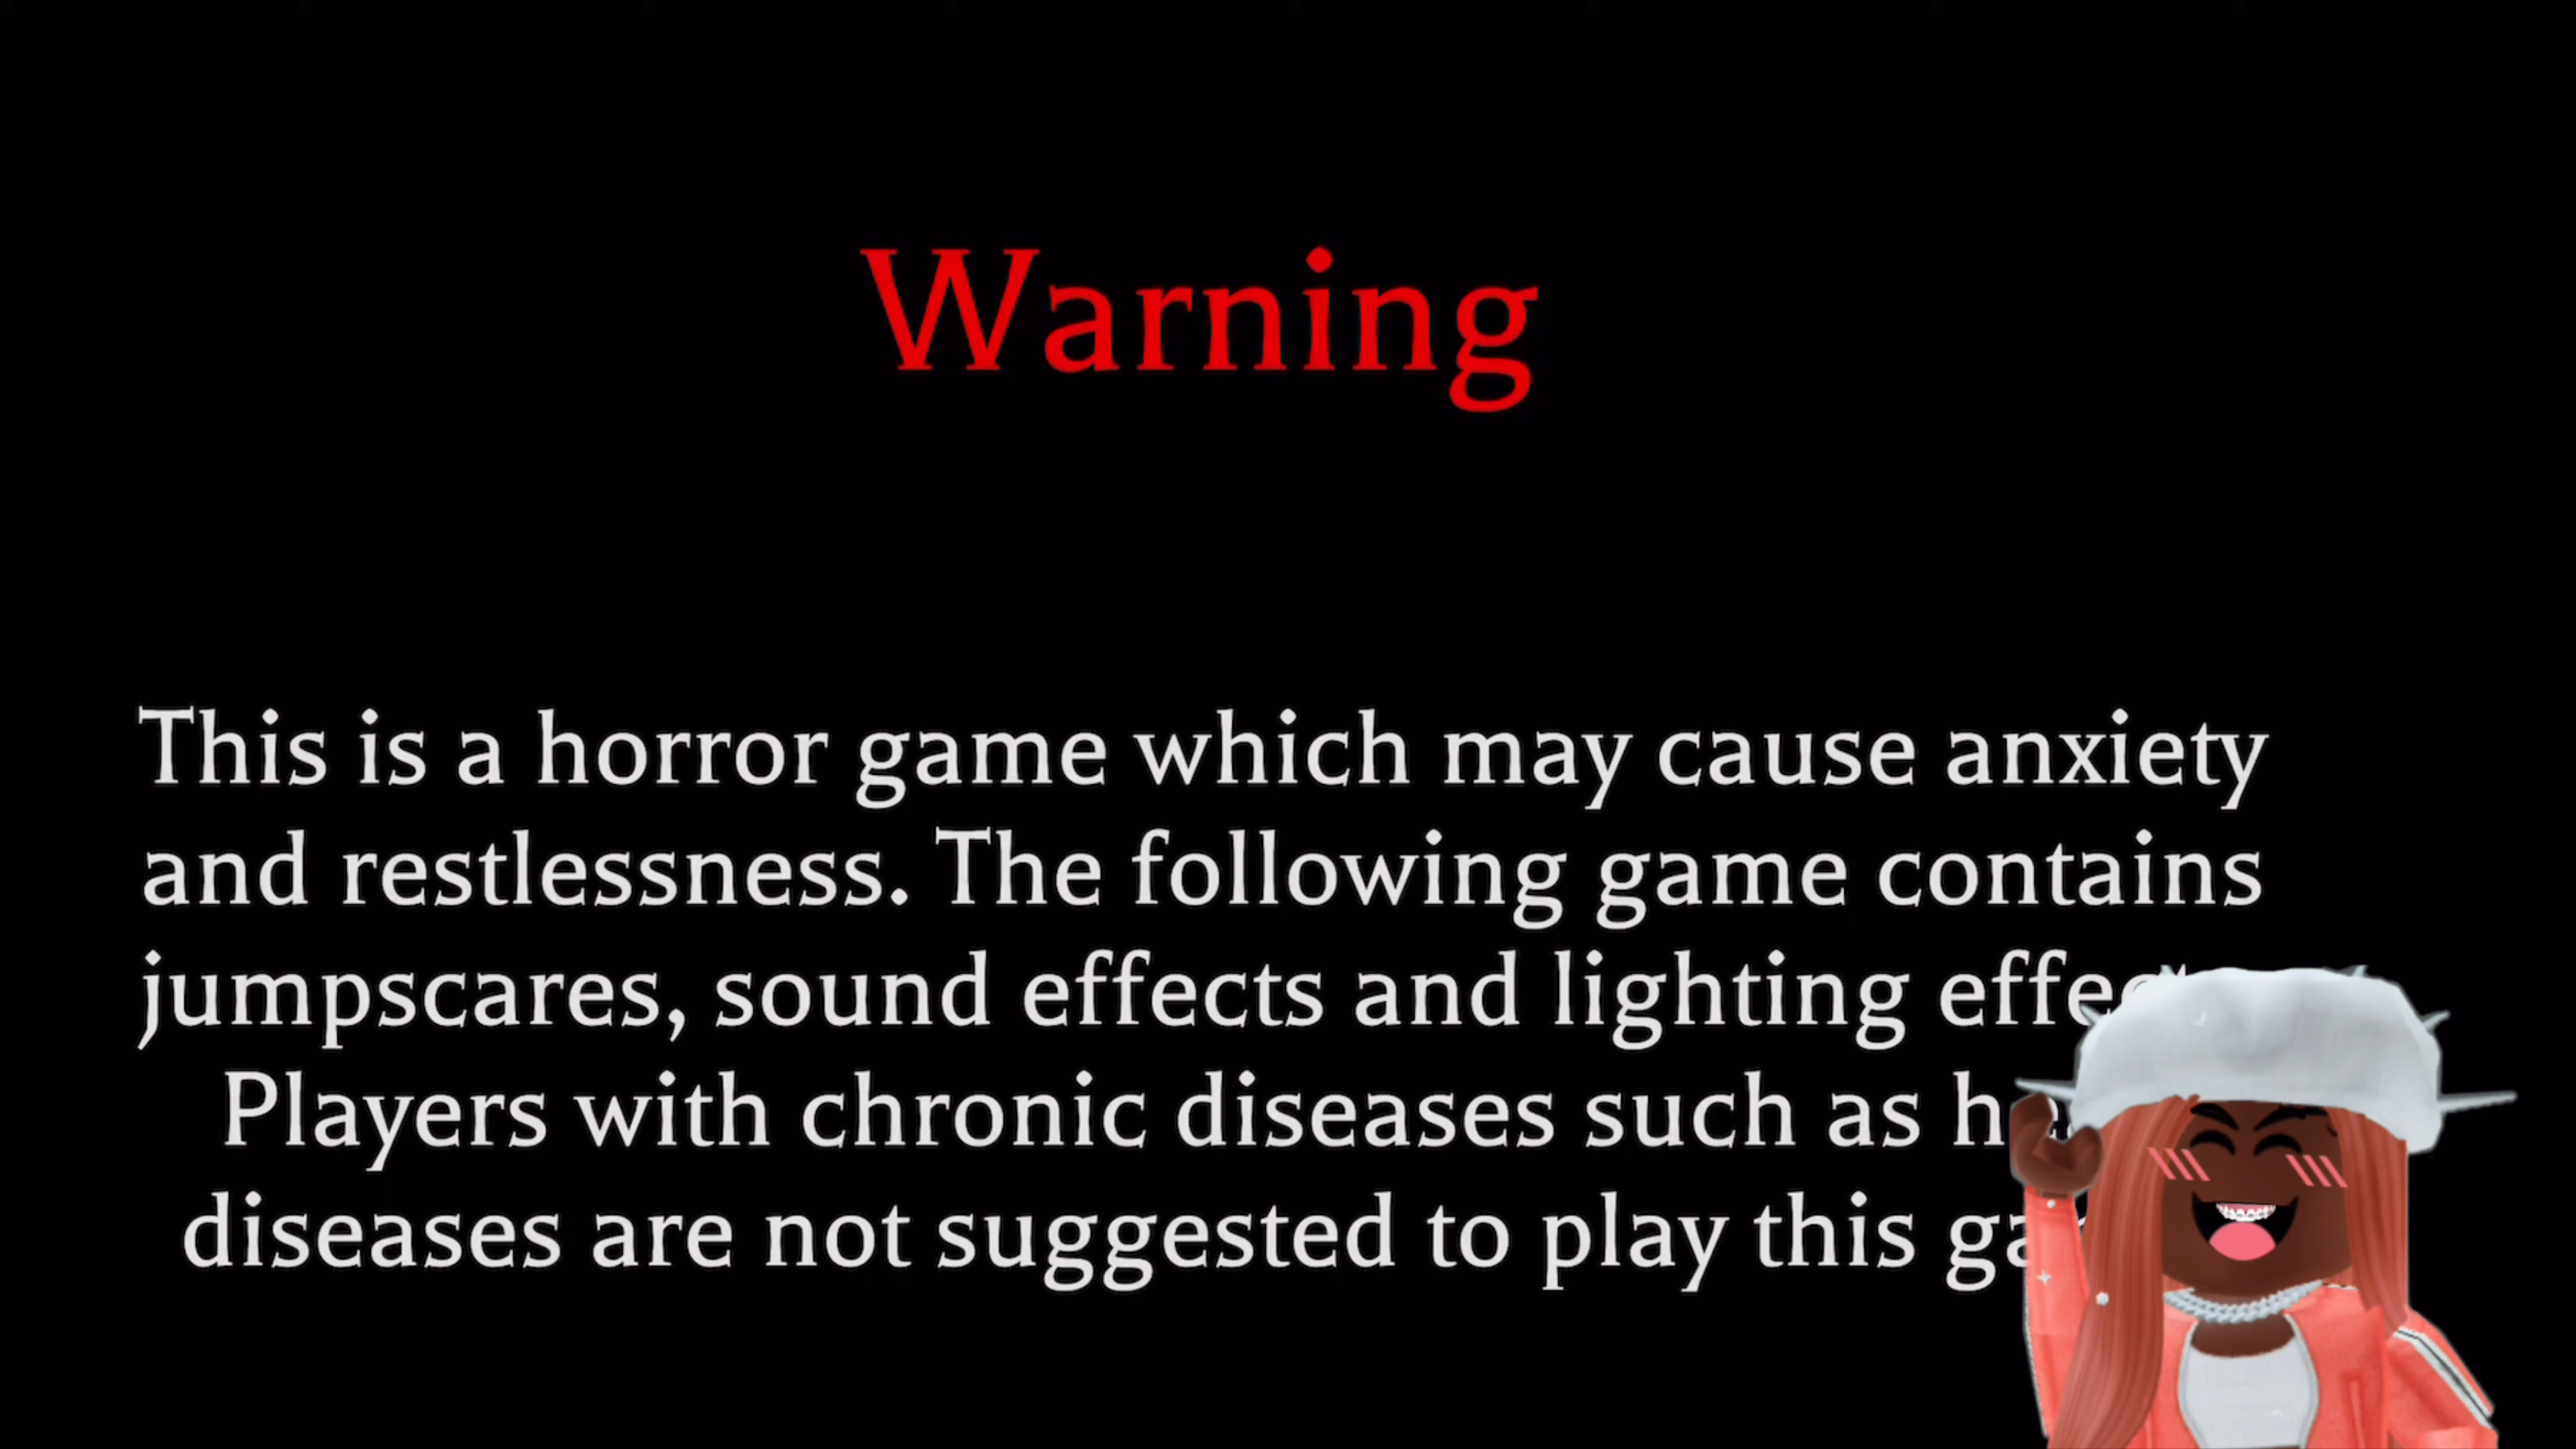 Warning
This is a horror game which may cause anxiety
and restlessness. The following game contains
jumpscares, sound effects and lighting
Players with chronic diseases such as
diseases are not suggested to play this